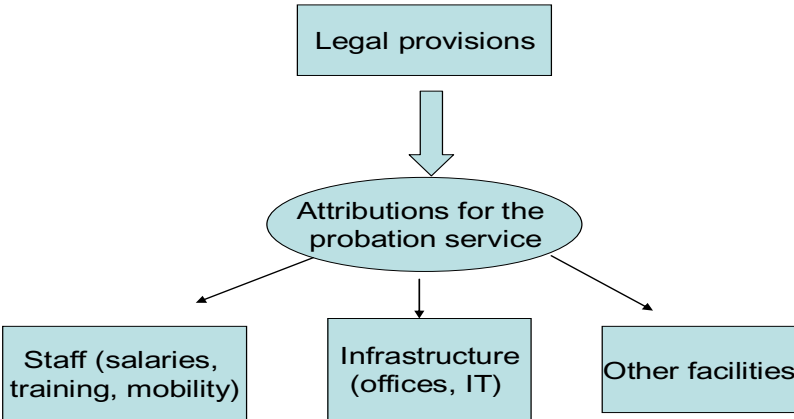 Legal provisions
Attributions for the
probation service
Staff (salaries,
training, mobility)
Infrastructure
(offices, IT)
Other facilities